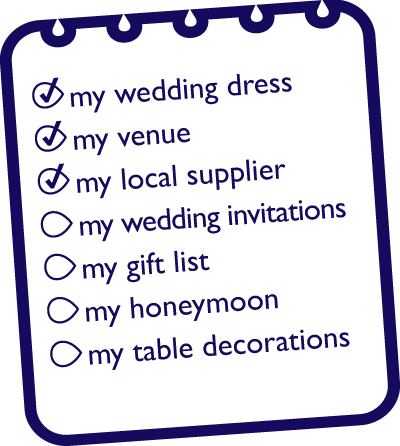 my wedding dress
my venue
my local supplier
my wedding invitations
my gift list
my honeymoon
my table decorations